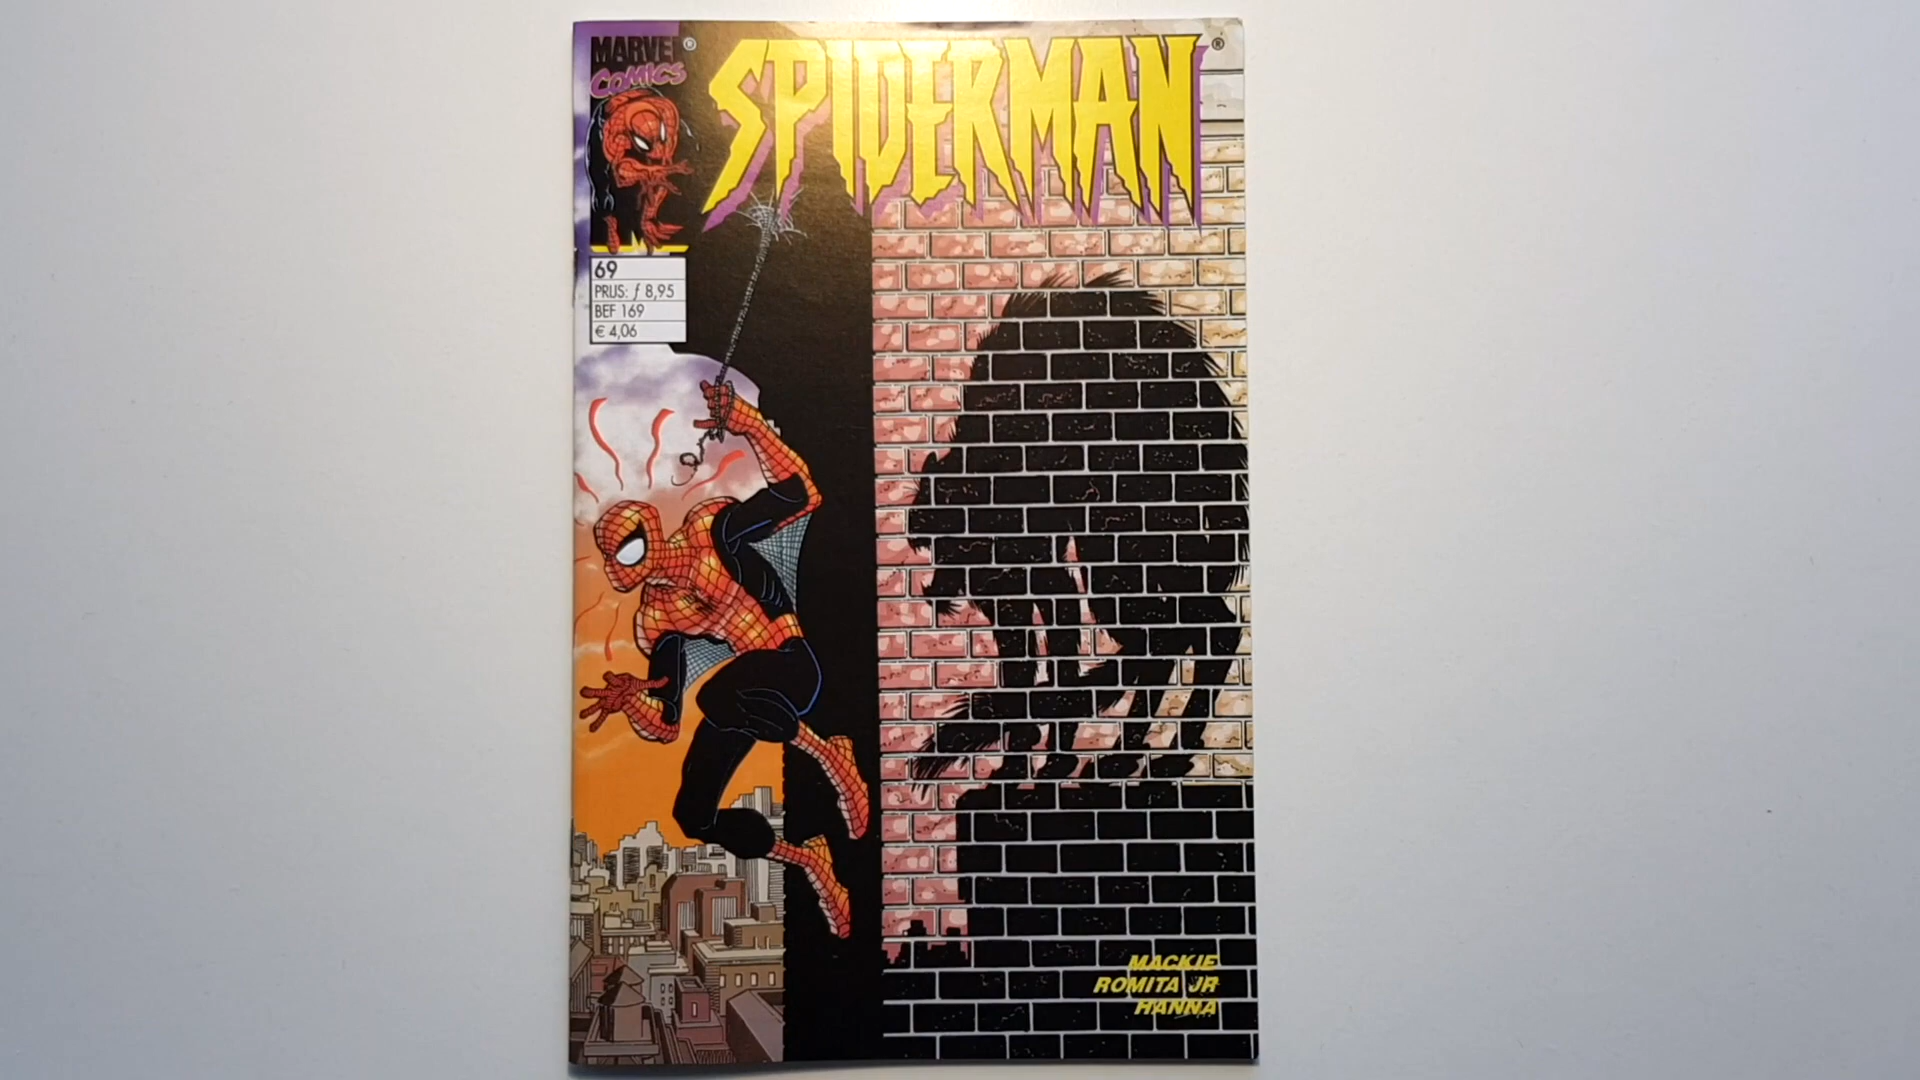 MARVEL®
COMICS
SPIDERMAN®
69
PRIJS: ƒ 8,95
BEF 169
€ 4,06
MACKIE
ROMITA JR
HANNA